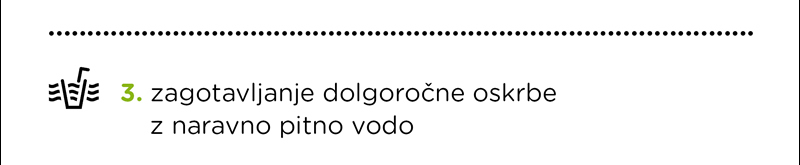 3. zagotavljanje dolgoročne oskrbe
z naravno pitno vodo